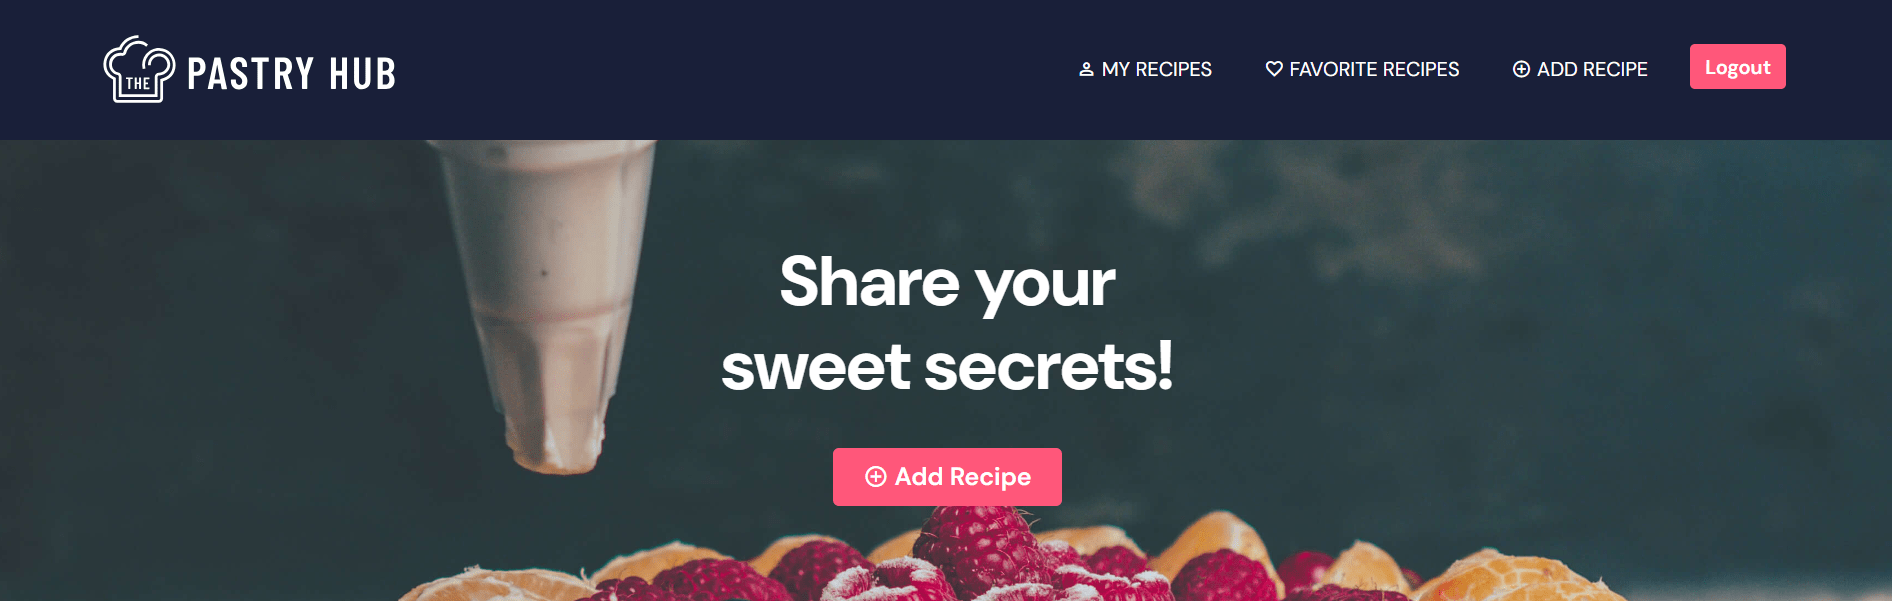 THE PASTRY HUB
MY RECIPES
FAVORITE RECIPES
ADD RECIPE
Logout
Share your
sweet secrets!
Add Recipe